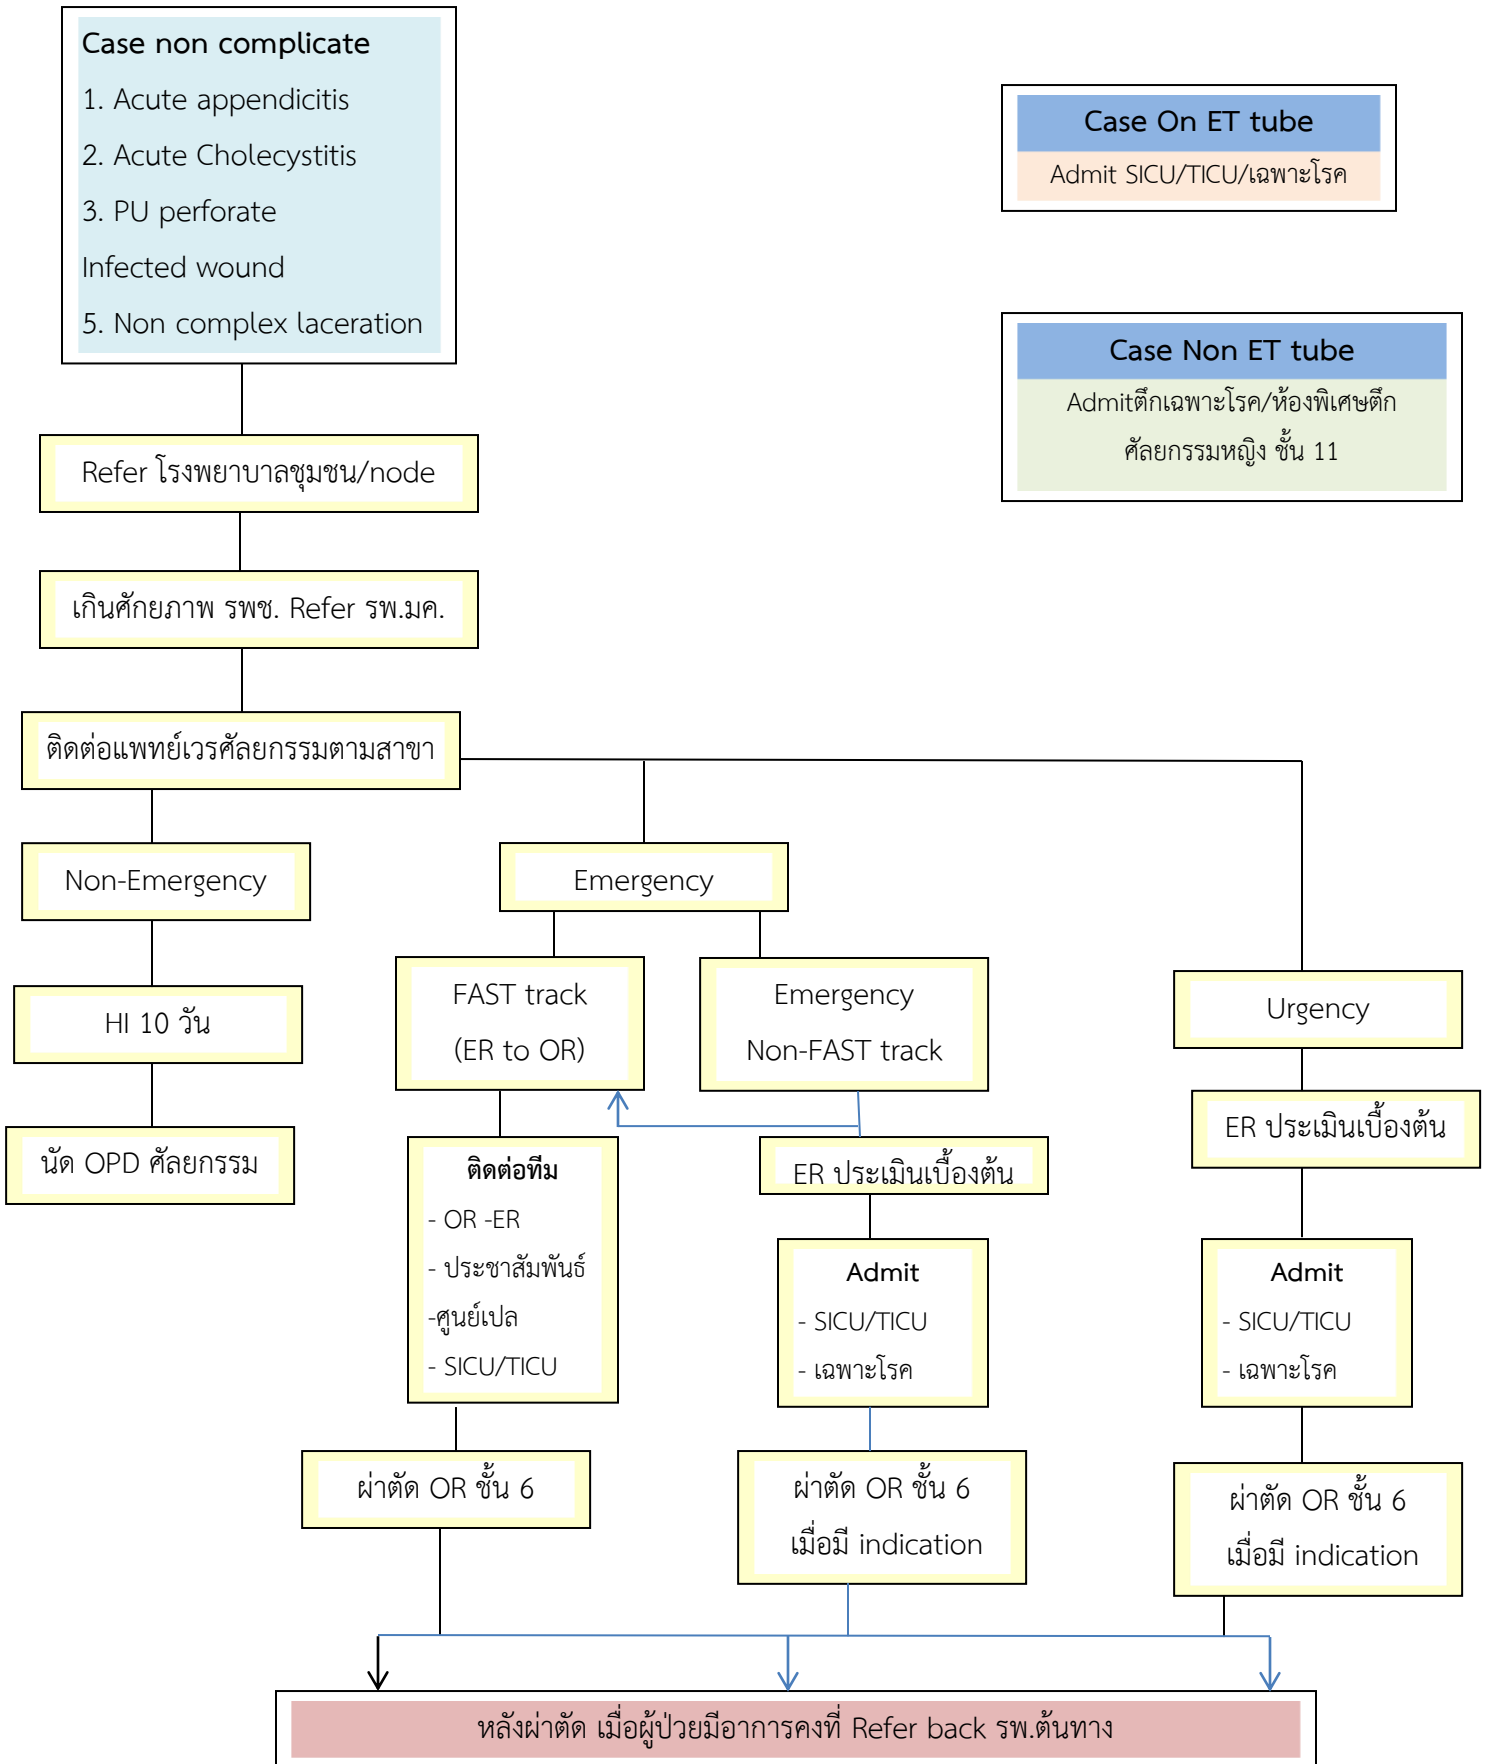 Case non complicate
1. Acute appendicitis
2. Acute Cholecystitis
3. PU perforate
Infected wound
5. Non complex laceration
Case On ET tube
Admit SICU/TICU/เฉพาะโรค
Case Non ET tube
Admitตึกเฉพาะโรค/ห้องพิเศษตึก
ศัลยกรรมหญิง ชั้น 11
Refer โรงพยาบาลชุมชน/node
เกินศักยภาพ รพช. Refer รพ.มค.
ติดต่อแพทย์เวรศัลยกรรมตามสาขา
Non-Emergency
HI 10 วัน
นัด OPD ศัลยกรรม
Emergency
FAST track
(ER to OR)
ติดต่อทีม
- OR -ER
- ประชาสัมพันธ์
-ศูนย์เปล
- SICU/TICU
ผ่าตัด OR ชั้น 6
Emergency
Non-FAST track
ER ประเมินเบื้องต้น
Admit
- SICU/TICU
- เฉพาะโรค
ผ่าตัด OR ชั้น 6
เมื่อมี indication
Urgency
ER ประเมินเบื้องต้น
Admit
- SICU/TICU
- เฉพาะโรค
ผ่าตัด OR ชั้น 6
เมื่อมี indication
หลังผ่าตัด เมื่อผู้ป่วยมีอาการคงที่ Refer back รพ.ต้นทาง